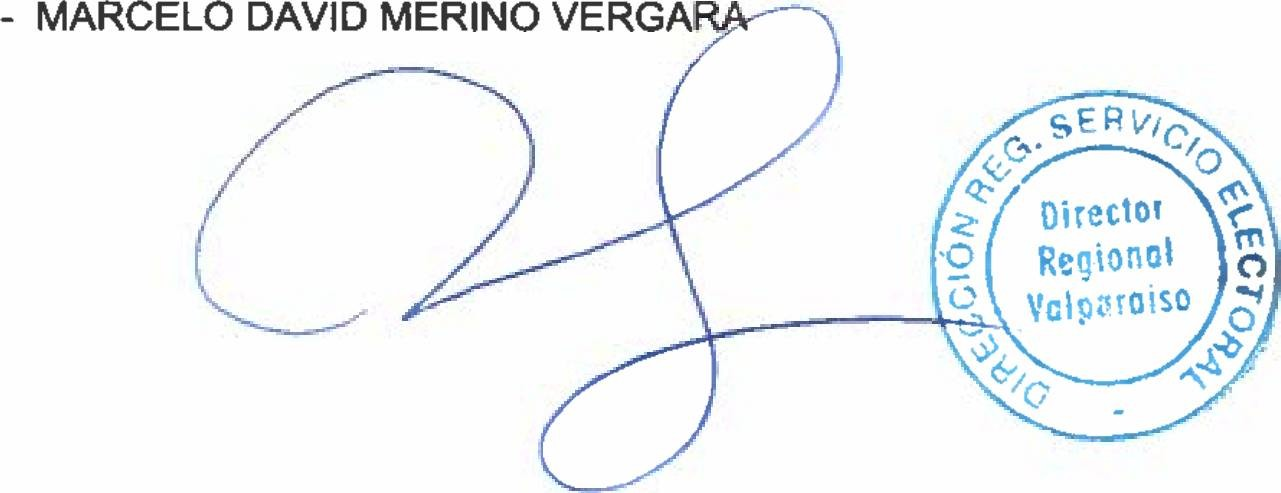 - MARCELO DAVID MERINO VERGARA
DIRECCIÓN REG. SERVICIO ELECTORAL
Director
Regional
Valparaiso
-